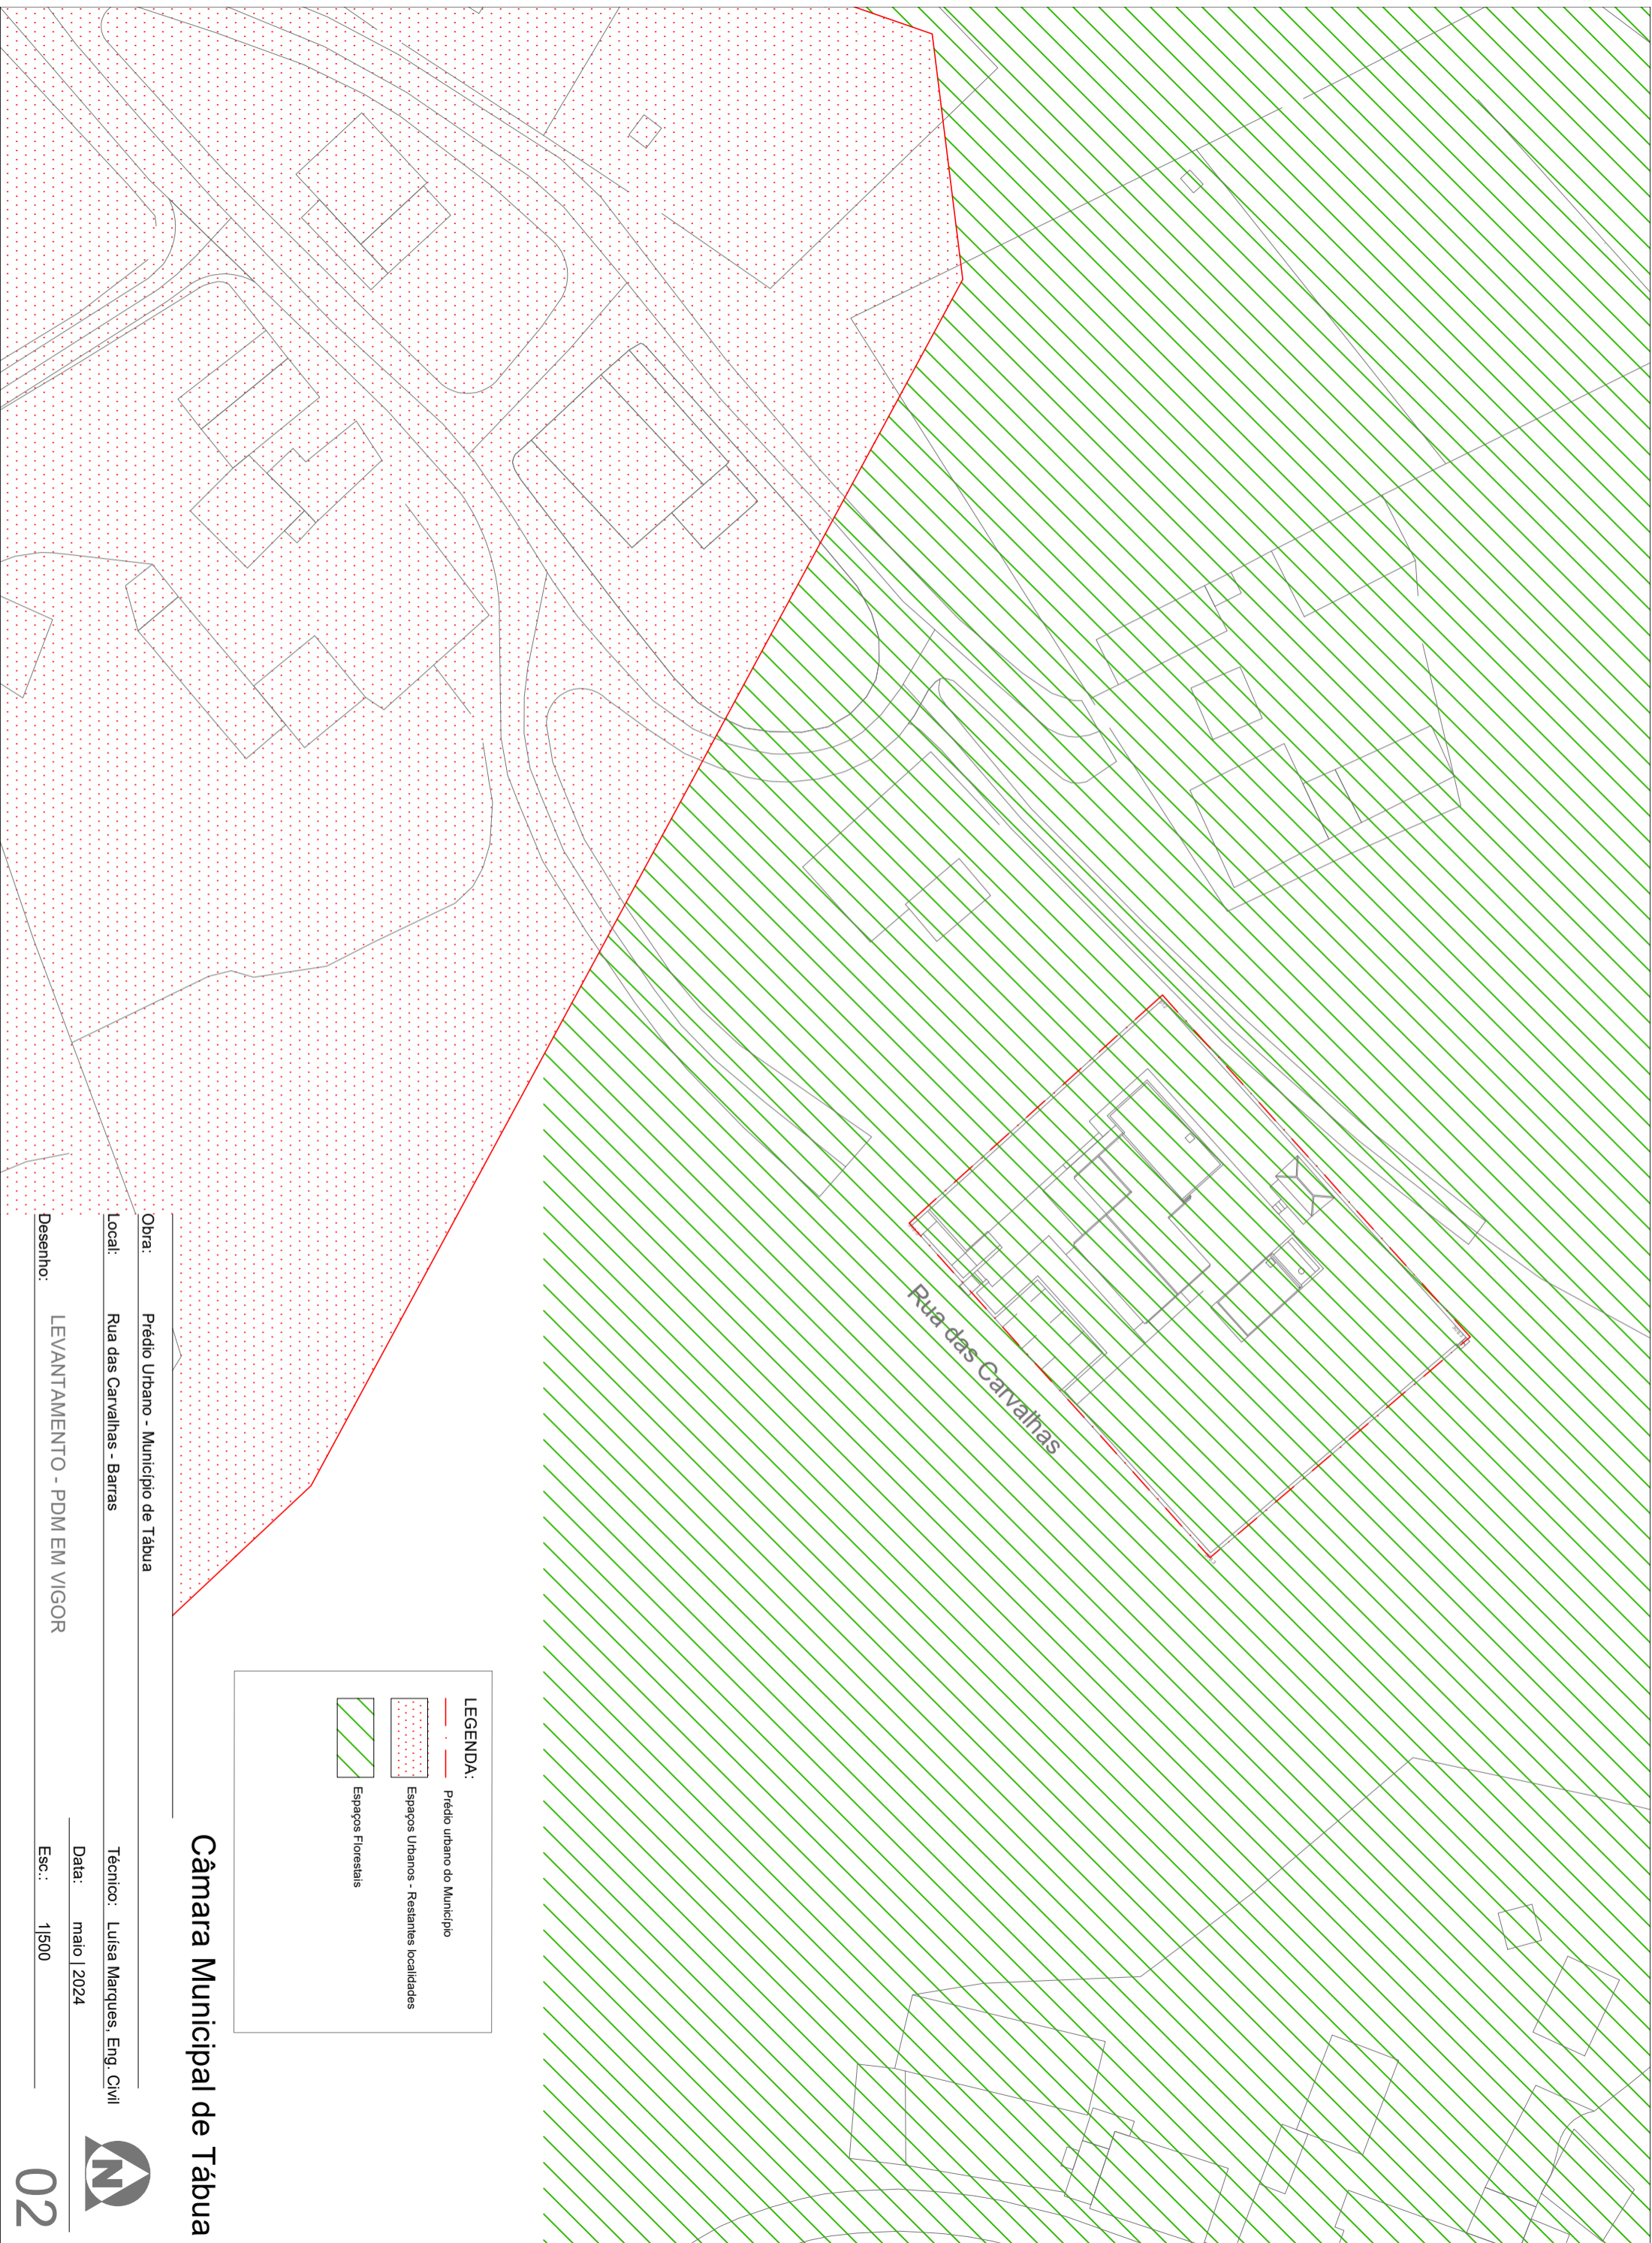 Rua das Carvalhas
LEGENDA:
Prédio urbano do Município
Espaços Urbanos - Restantes localidades
Espaços Florestais
Câmara Municipal de Tábua
Obra: Prédio Urbano - Município de Tábua
Local: Rua das Carvalhas - Barras
Técnico: Luísa Marques, Eng. Civil
Data: maio | 2024
Desenho: LEVANTAMENTO - PDM EM VIGOR
Esc.: 1|500
N
02